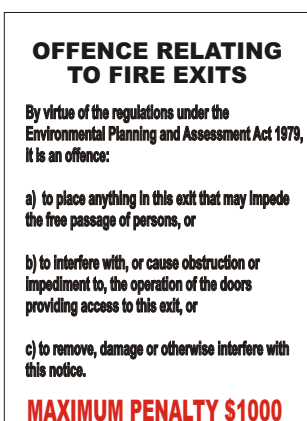 OFFENCE RELATING
TO FIRE EXITS
By virtue of the regulations under the
Environmental Planning and Assessment Act 1979,
it is an offence:
a) to place anything in this exit that may impede
the free passage of persons, or
b) to interfere with, or cause obstruction or
impediment to, the operation of the doors
providing access to this exit, or
c) to remove, damage or otherwise interfere with
this notice.
MAXIMUM PENALTY $1000